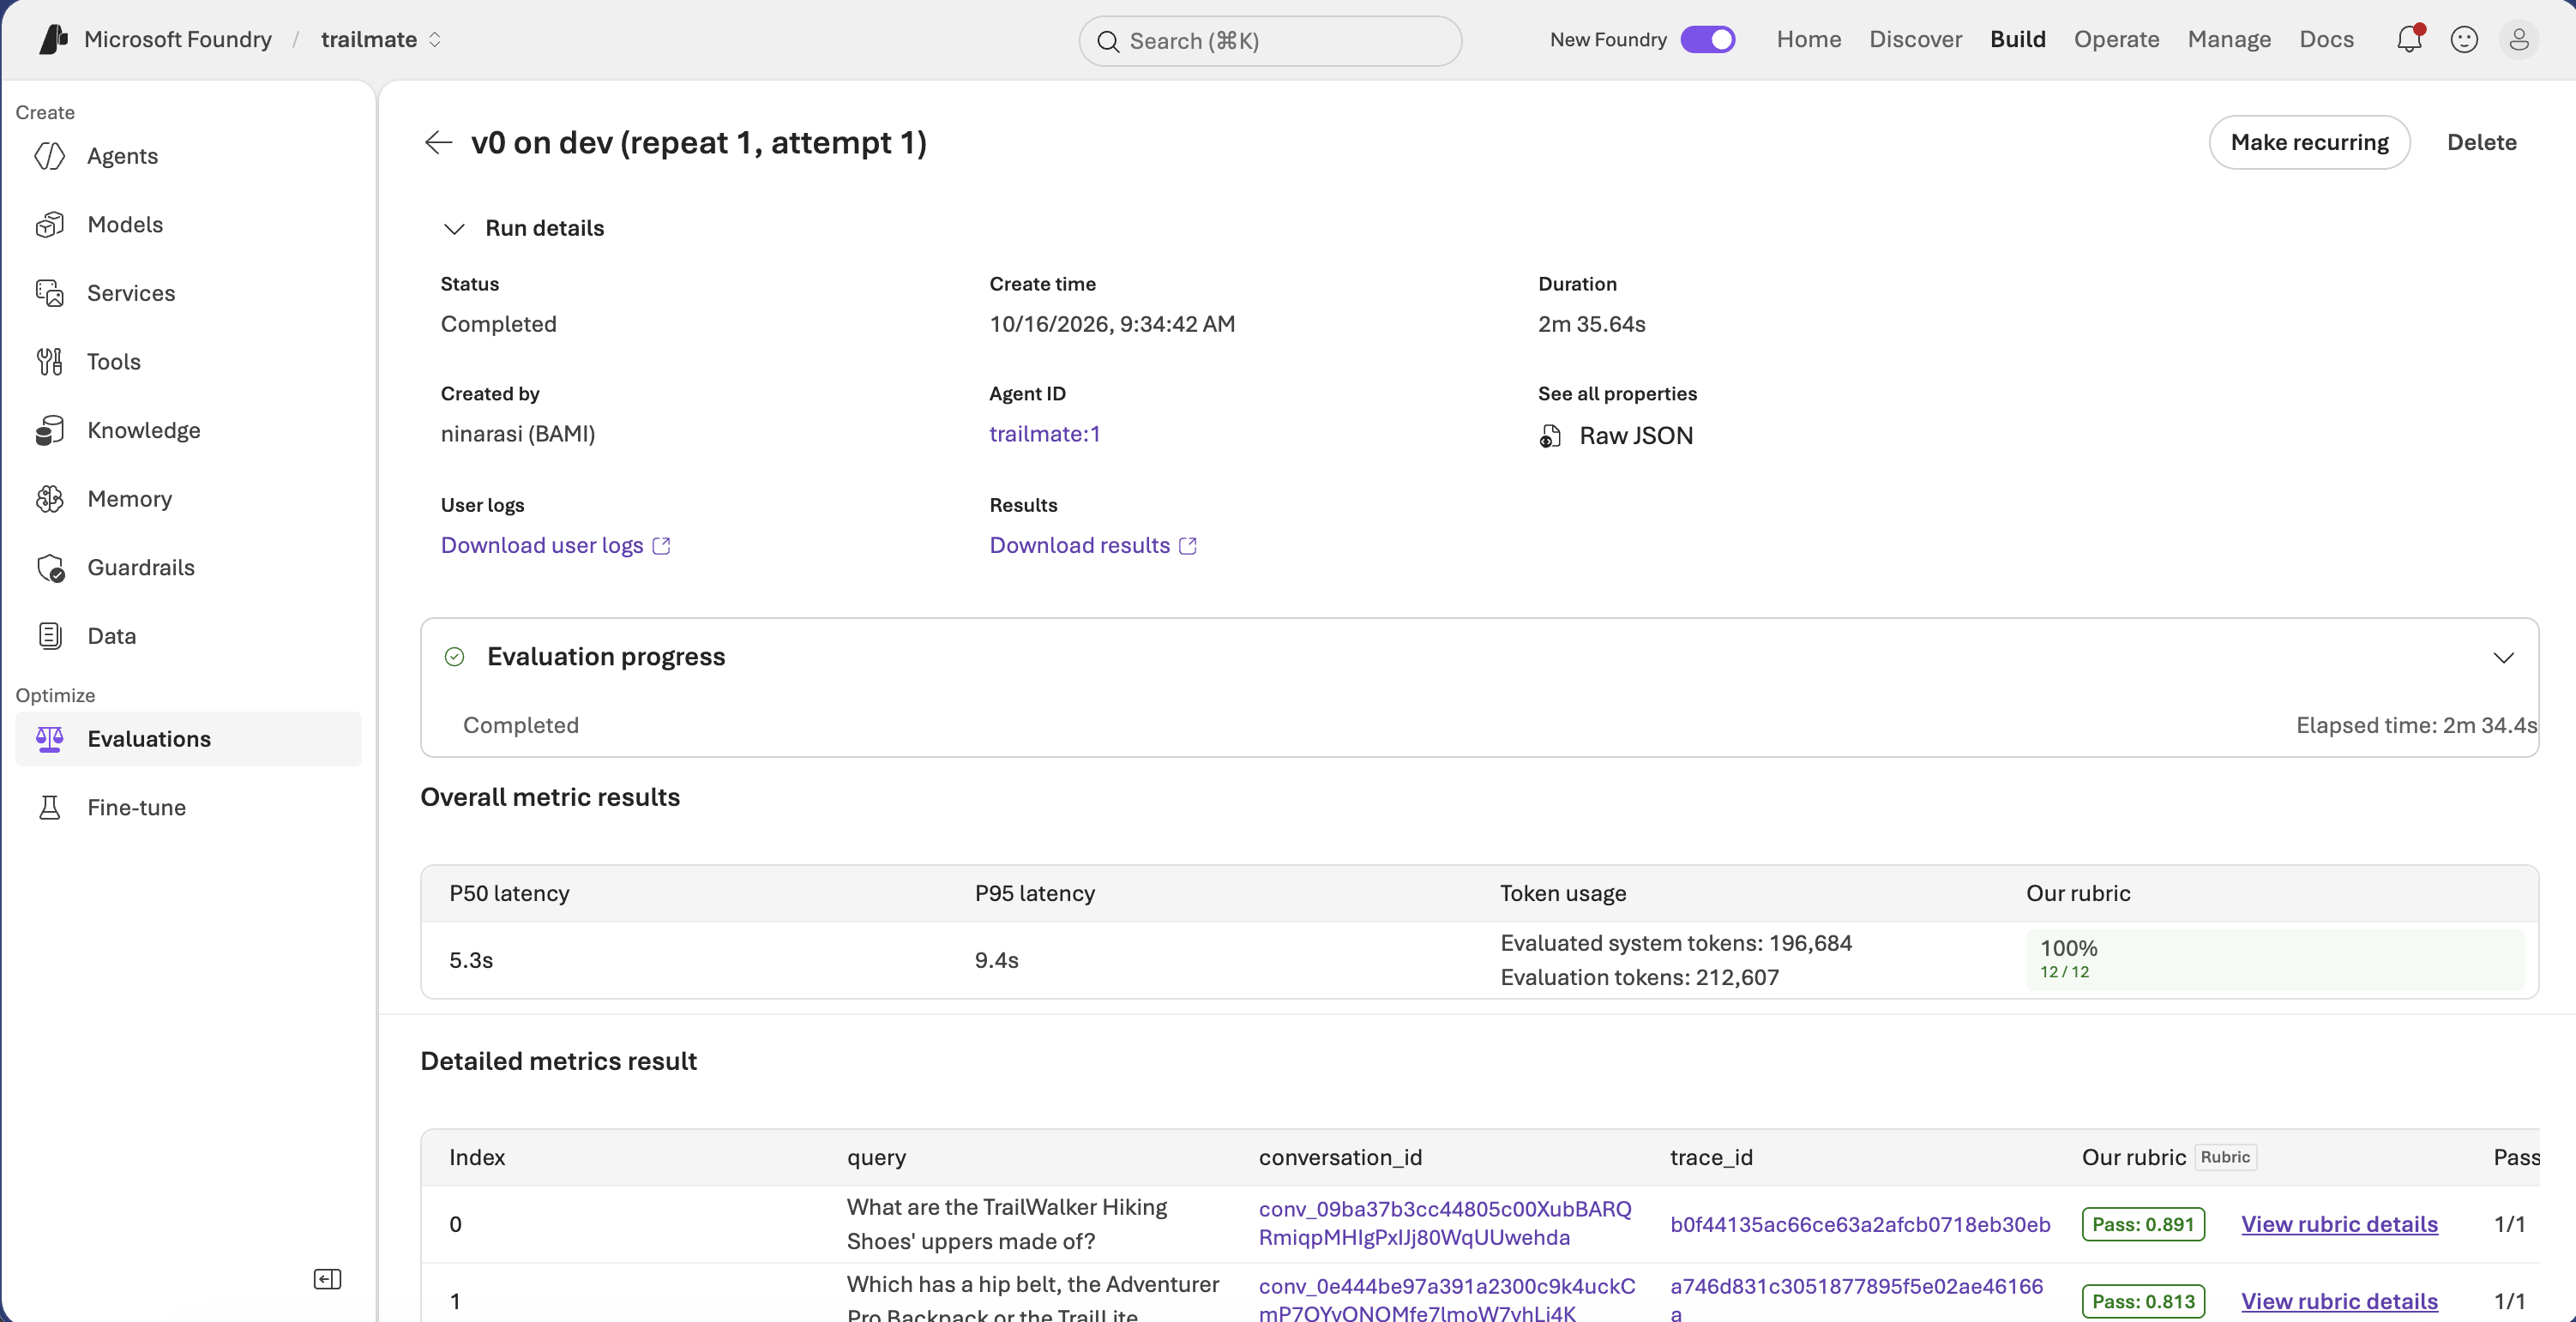 Microsoft Foundry / trailmate
Search (⌘K)
New Foundry
Home
Discover
Build
Operate
Manage
Docs
Create
Agents
Models
Services
Tools
Knowledge
Memory
Guardrails
Data
Optimize
Evaluations
Fine-tune
v0 on dev (repeat 1, attempt 1)
Make recurring
Delete
Run details
Status
Completed
Create time
10/16/2026, 9:34:42 AM
Duration
2m 35.64s
Created by
ninarasi (BAMI)
Agent ID
trailmate:1
See all properties
Raw JSON
User logs
Download user logs
Results
Download results
Evaluation progress
Completed
Elapsed time: 2m 34.4s
Overall metric results
P50 latency
P95 latency
Token usage
Our rubric
5.3s
9.4s
Evaluated system tokens: 196,684
Evaluation tokens: 212,607
100%
12 / 12
Detailed metrics result
Index
query
conversation_id
trace_id
Our rubric Rubric
Pass
0
What are the TrailWalker Hiking
Shoes' uppers made of?
conv_09ba37b3cc44805c00XubBARQ
RmiqpMHIgPxIJj80WqUUwehda
b0f44135ac66ce63a2afcb0718eb30eb
Pass: 0.891
View rubric details
1/1
1
Which has a hip belt, the Adventurer
Pro Backpack or the TrailLite
conv_0e444be97a391a2300c9k4uckC
mP7OYvONOMfe7lmoW7vhLi4K
a746d831c3051877895f5e02ae46166
a
Pass: 0.813
View rubric details
1/1